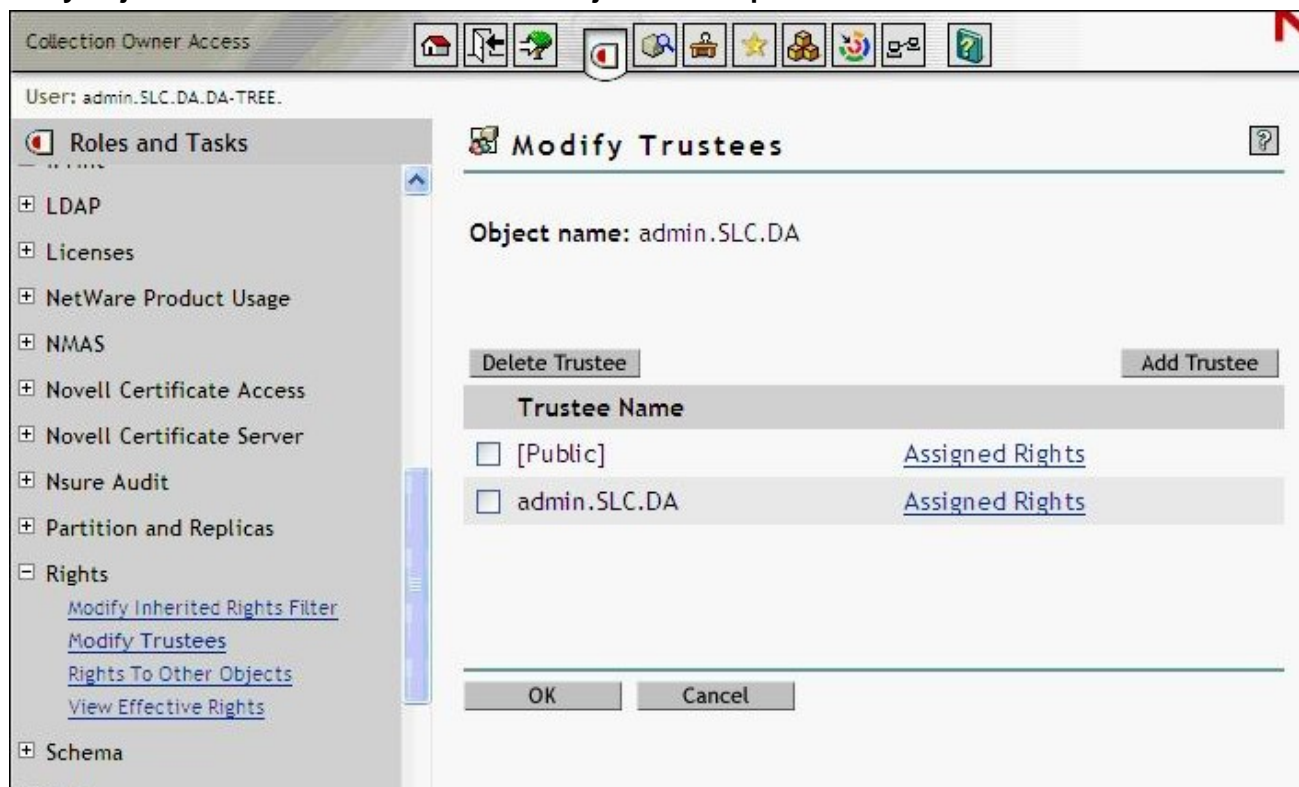 Collection Owner Access
User: admin.SLC.DA.DA-TREE.
Roles and Tasks
LDAP
Licenses
NetWare Product Usage
NMAS
Novell Certificate Access
Novell Certificate Server
Nsure Audit
Partition and Replicas
Rights
Modify Inherited Rights Filter
Modify Trustees
Rights To Other Objects
View Effective Rights
Schema
Modify Trustees
Object name: admin.SLC.DA
Delete Trustee Add Trustee
Trustee Name
[Public] Assigned Rights
admin.SLC.DA Assigned Rights
OK Cancel